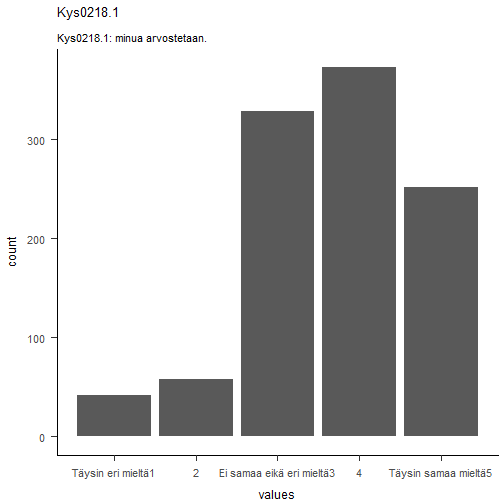 Kys0218.1
Kys0218.1: minua arvostetaan.
300
200
100
0
count
Täysin eri mieltä1 2 Ei samaa eikä eri mieltä3 4 Täysin samaa mieltä5
values